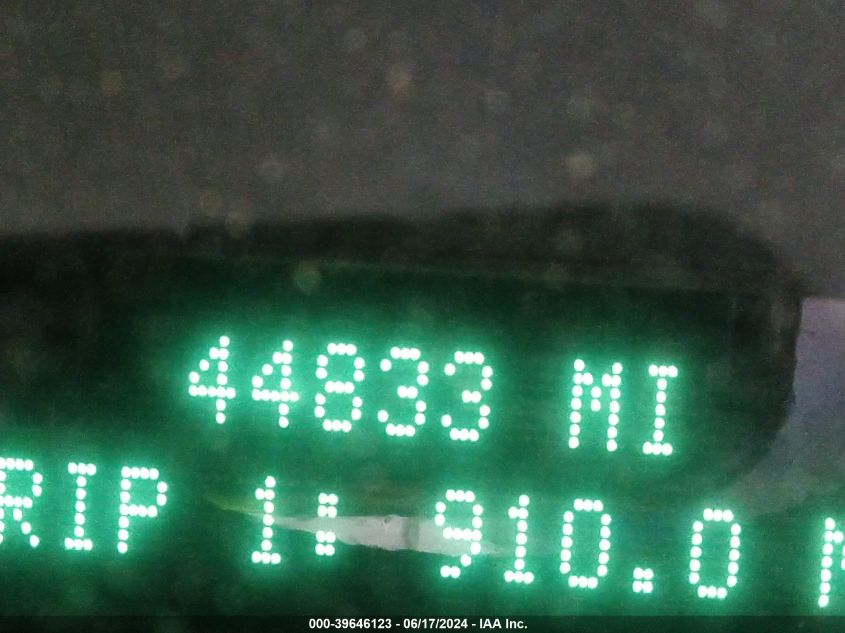 44833 MI
RIP 1: 910.0 M
000-39646123 - 06/17/2024 - IAA Inc.